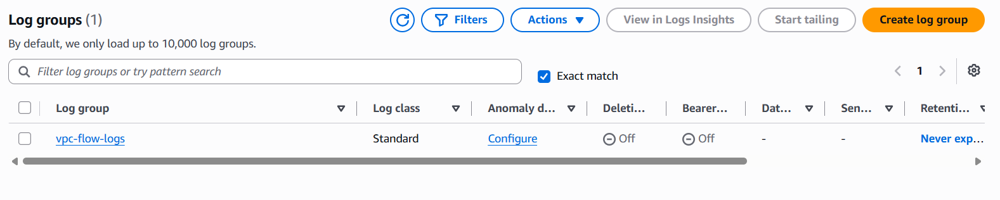 Log groups (1)
Filters
Actions
View in Logs Insights
Start tailing
Create log group
By default, we only load up to 10,000 log groups.
Filter log groups or try pattern search
Exact match
1
Log group
Log class
Anomaly d...
Deleti...
Bearer...
Dat...
Sen...
Retenti...
vpc-flow-logs
Standard
Configure
Off
Off
-
-
Never exp...